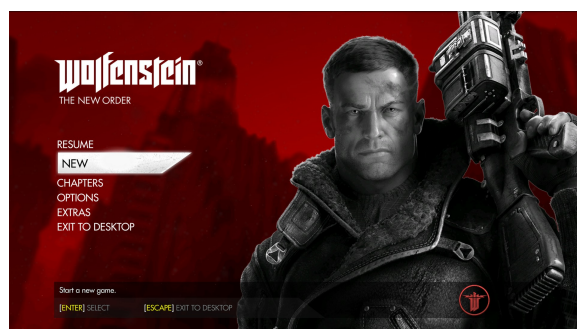 Wolfenstein®
THE NEW ORDER
RESUME
NEW
CHAPTERS
OPTIONS
EXTRAS
EXIT TO DESKTOP
Start a new game.
[ENTER] SELECT [ESCAPE] EXIT TO DESKTOP